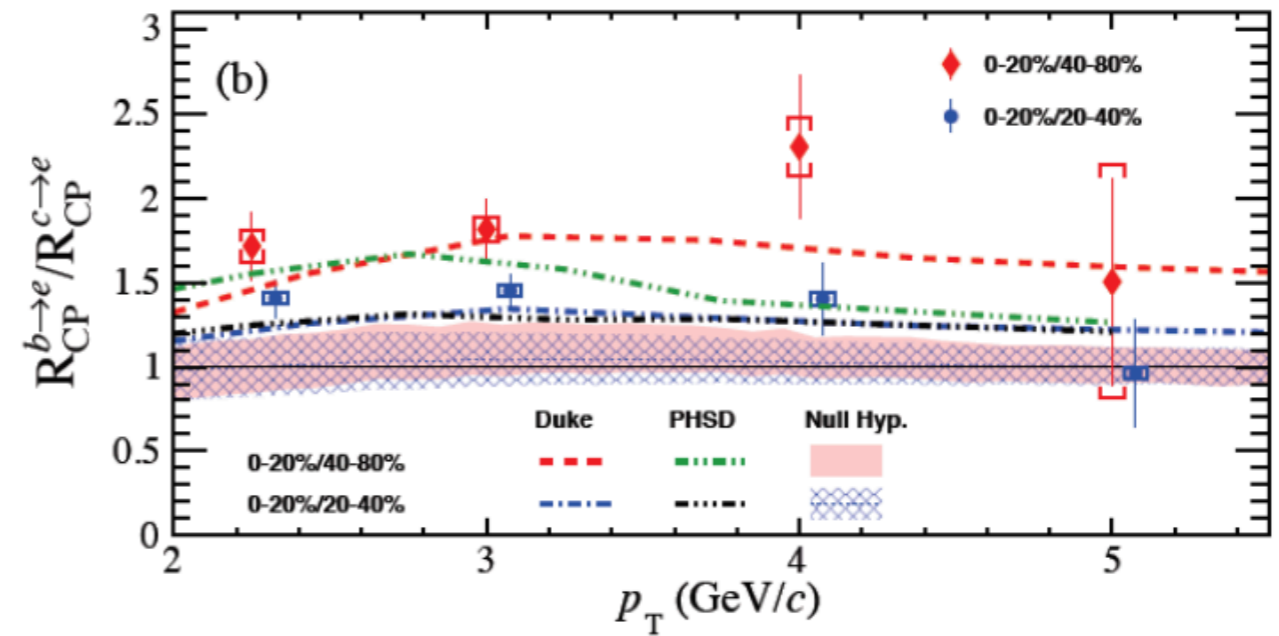 3
(b)
0-20%/40-80%
2.5
0-20%/20-40%
R_CP^{b→e}/R_CP^{c→e}
2
1.5
1
Duke PHSD Null Hyp.
0.5
0-20%/40-80%
0-20%/20-40%
0
2 3 4 5
p_T (GeV/c)